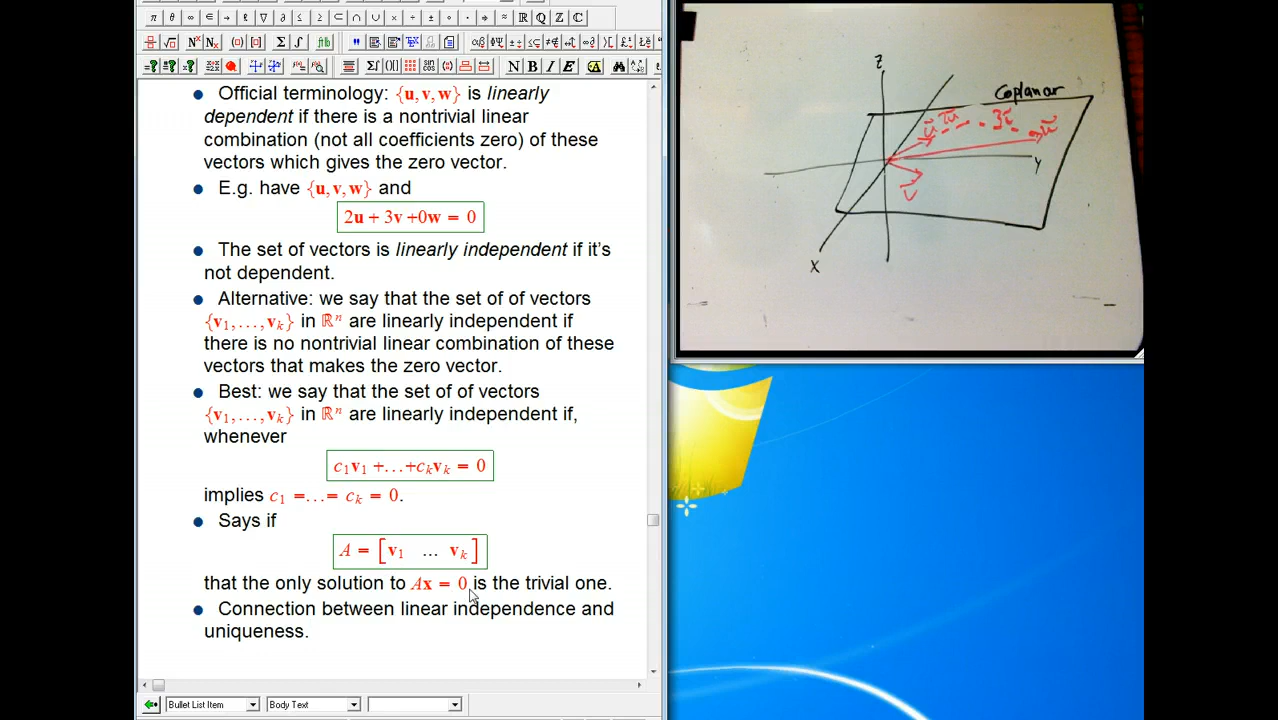 Official terminology: {u,v,w} is linearly
dependent if there is a nontrivial linear
combination (not all coefficients zero) of these
vectors which gives the zero vector.
E.g. have {u,v,w} and
2u + 3v +0w = 0
The set of vectors is linearly independent if it's
not dependent.
Alternative: we say that the set of of vectors
{v₁,…,vₖ} in ℝⁿ are linearly independent if
there is no nontrivial linear combination of these
vectors that makes the zero vector.
Best: we say that the set of of vectors
{v₁,…,vₖ} in ℝⁿ are linearly independent if,
whenever
c₁v₁ +…+cₖvₖ = 0
implies c₁ =…= cₖ = 0.
Says if
A = [v₁ … vₖ]
that the only solution to Ax = 0 is the trivial one.
Connection between linear independence and
uniqueness.
Bullet List Item
Body Text
Z
Coplanar
Y
X